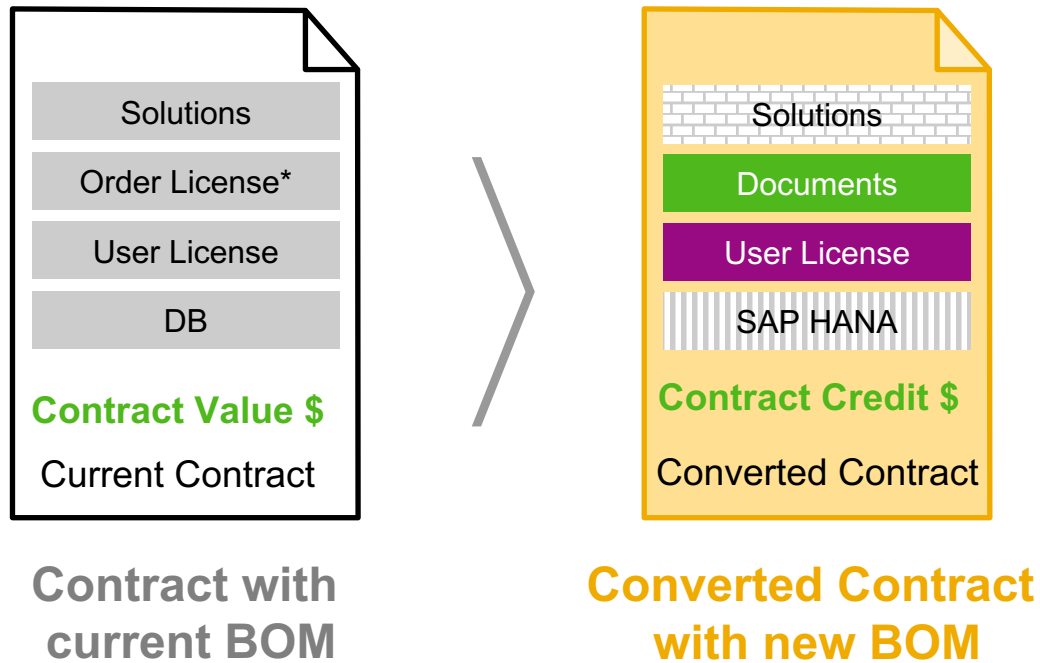 Solutions
Order License*
User License
DB
Contract Value $
Current Contract
Contract with
current BOM
Solutions
Documents
User License
SAP HANA
Contract Credit $
Converted Contract
Converted Contract
with new BOM